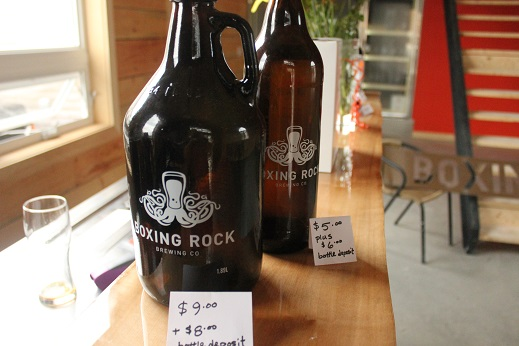 BOXING ROCK
BREWING CO
1.89L
$9.00
+ $8.00
bottle deposit
OXING ROCK
BREWING CO.
$5.00
plus
$6.00
bottle deposit
BOXIN